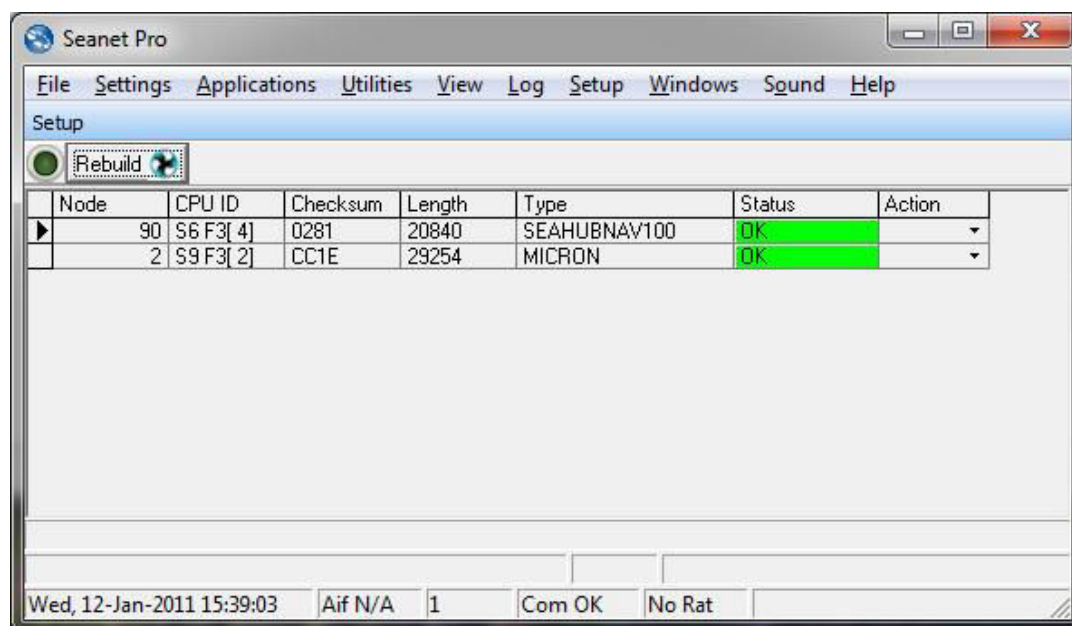 Seanet Pro
File Settings Applications Utilities View Log Setup Windows Sound Help
Setup
Rebuild
Node CPU ID Checksum Length Type Status Action
90 S6 F3[ 4] 0281 20840 SEAHUBNAV100 OK
2 S9 F3[ 2] CC1E 29254 MICRON OK
Wed, 12-Jan-2011 15:39:03 Aif N/A 1 Com OK No Rat